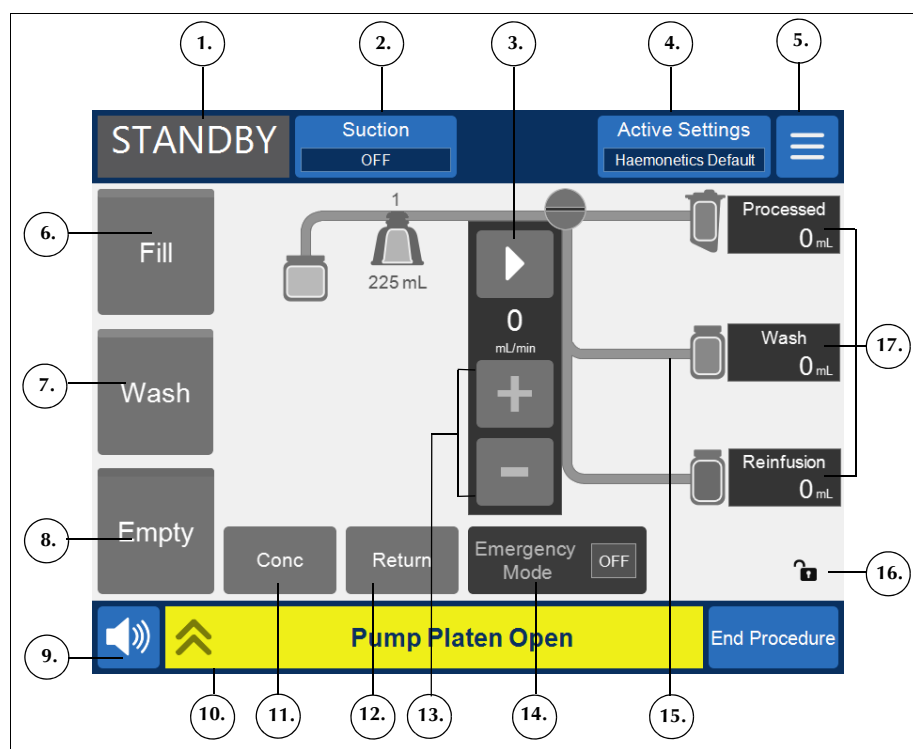 1.
2.
3.
4.
5.
STANDBY
Suction
OFF
Active Settings
Haemonetics Default
6.
Fill
1
225 mL
0
mL/min
Processed
0 mL
7.
Wash
Wash
0 mL
17.
8.
Empty
Reinfusion
0 mL
Conc
Return
Emergency
Mode
OFF
16.
9.
Pump Platen Open
End Procedure
10.
11.
12.
13.
14.
15.